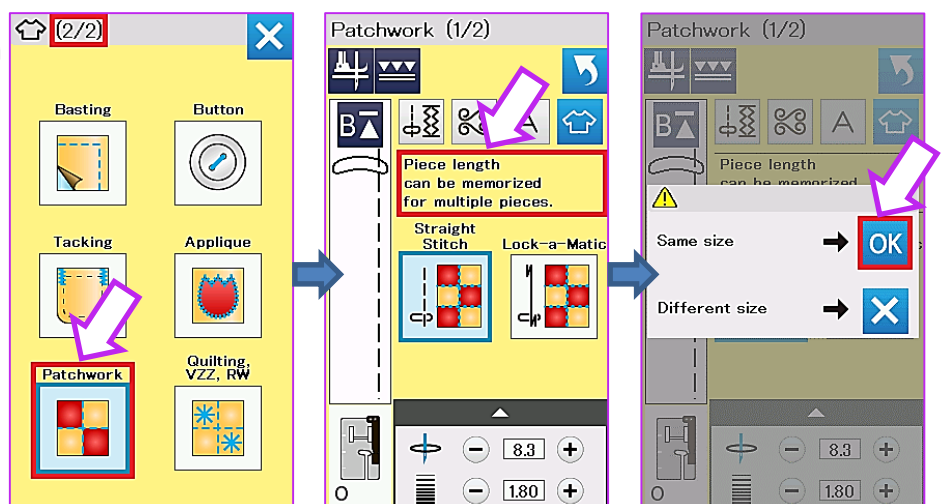 (2/2)
Basting
Button
Tacking
Applique
Patchwork
Quilting,
VZZ, RW
Patchwork (1/2)
B
A
Piece length
can be memorized
for multiple pieces.
Straight
Stitch
Lock-a-Matic
8.3
1.80
O
Patchwork (1/2)
B
A
Piece length
can be memorized
Same size
OK
Different size
8.3
1.80
O